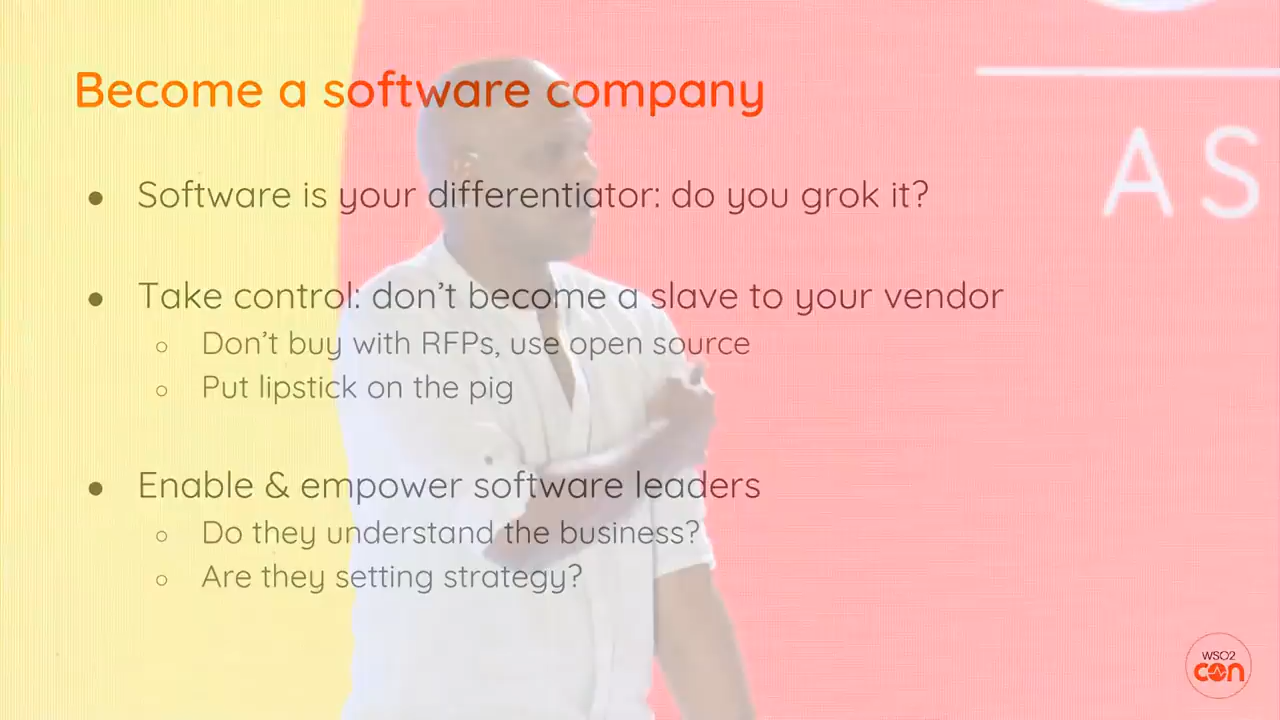 Become a software company
AS
● Software is your differentiator: do you grok it?
● Take control: don't become a slave to your vendor
○ Don't buy with RFPs, use open source
○ Put lipstick on the pig
● Enable & empower software leaders
○ Do they understand the business?
○ Are they setting strategy?
WSO2
con